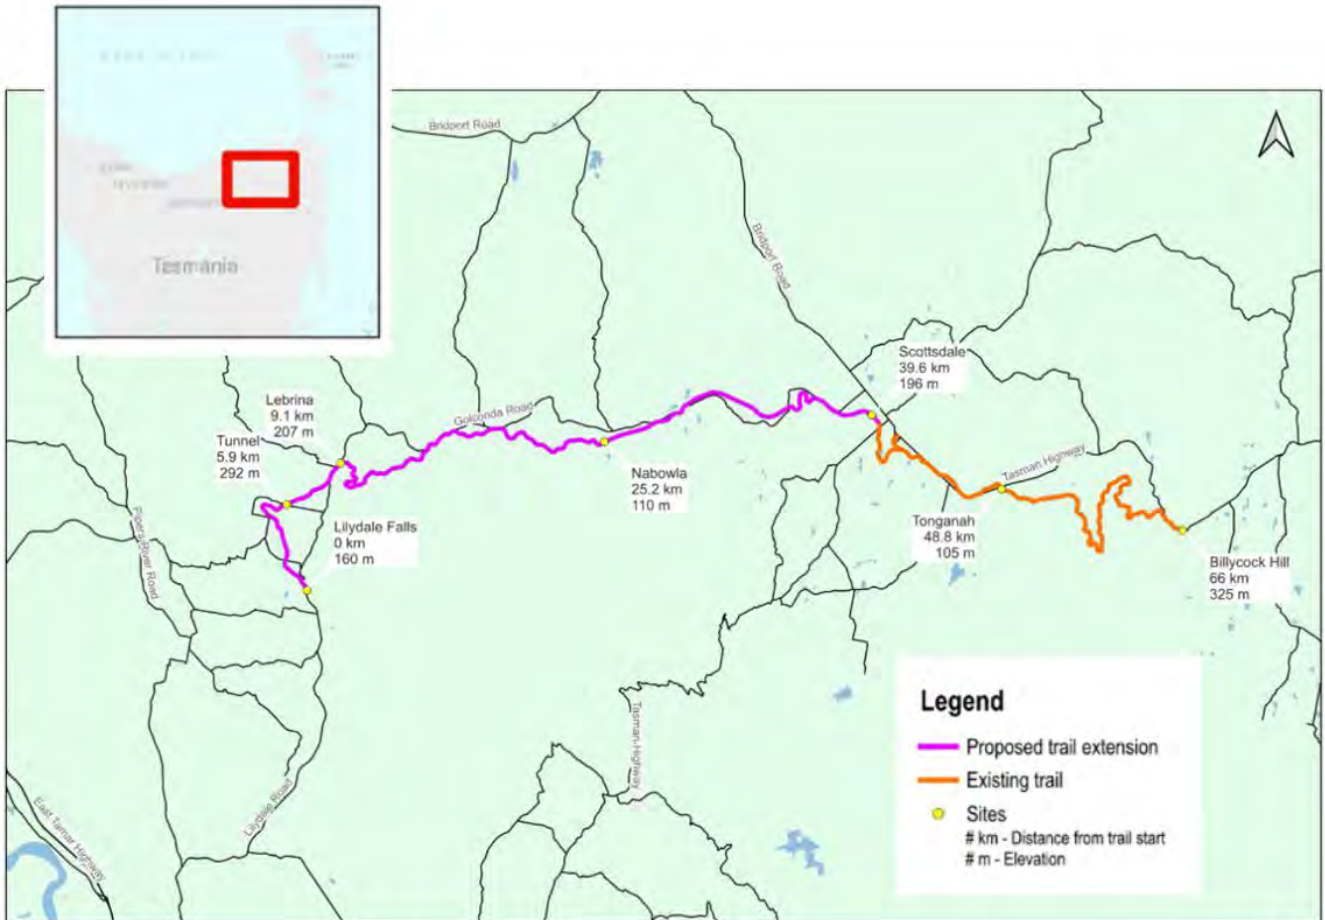 Tasmania
Bridport Road
Bridport Road
Scottsdale
39.6 km
196 m
Lebrina
9.1 km
207 m
Golconda Road
Tunnel
5.9 km
292 m
Nabowla
25.2 km
110 m
Tasman Highway
Lilydale Falls
0 km
160 m
Tonganah
48.8 km
105 m
Billycock Hill
66 km
325 m
Pipers River Road
Tasman Highway
Lilydale Road
East Tamar Highway
Legend
Proposed trail extension
Existing trail
Sites
# km - Distance from trail start
# m - Elevation